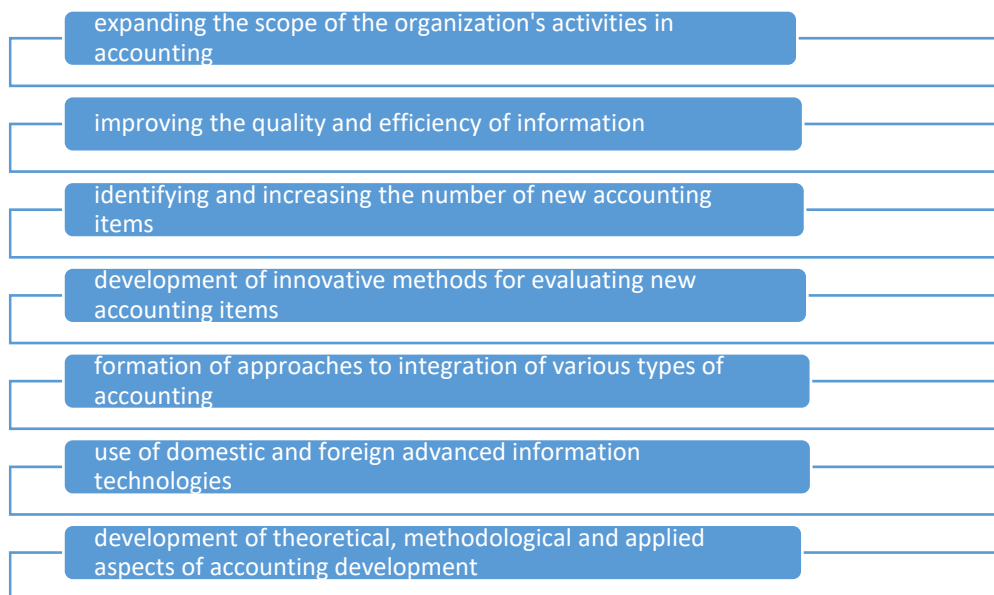 expanding the scope of the organization's activities in
accounting
improving the quality and efficiency of information
identifying and increasing the number of new accounting
items
development of innovative methods for evaluating new
accounting items
formation of approaches to integration of various types of
accounting
use of domestic and foreign advanced information
technologies
development of theoretical, methodological and applied
aspects of accounting development